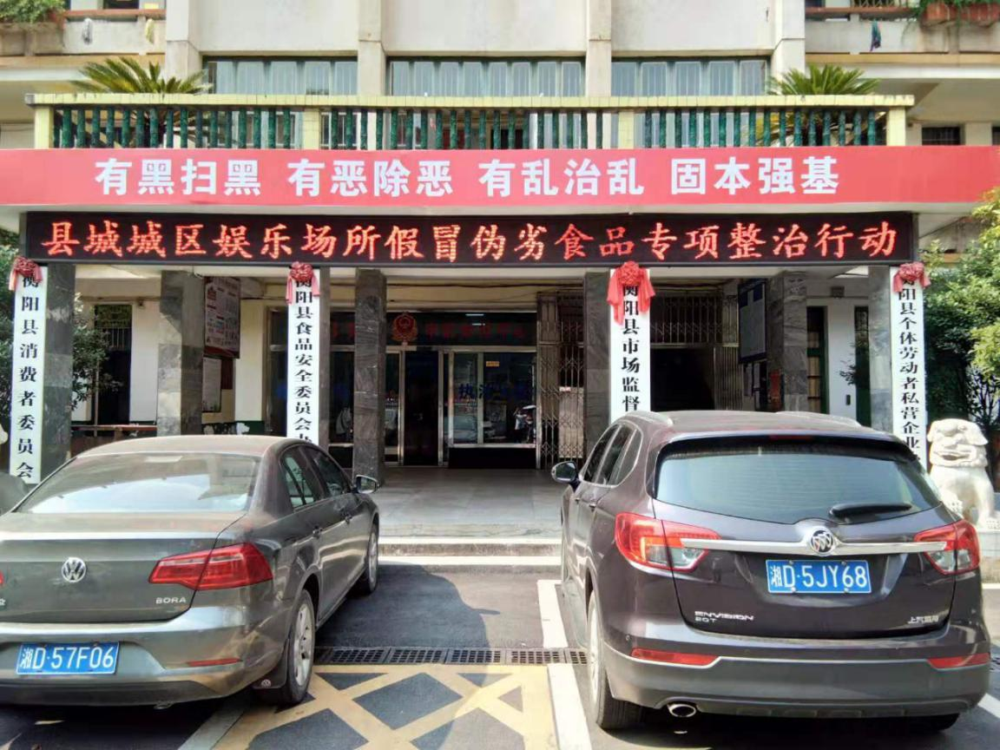 有黑扫黑 有恶除恶 有乱治乱 固本强基
县城城区娱乐场所假冒伪劣食品专项整治行动
衡阳县消费者委员会
衡阳县食品安全委员会
衡阳县市场监督
衡阳县个体劳动者私营企业
BORA
湘D·57F06
湘D·5JY68
ENVISION
20T